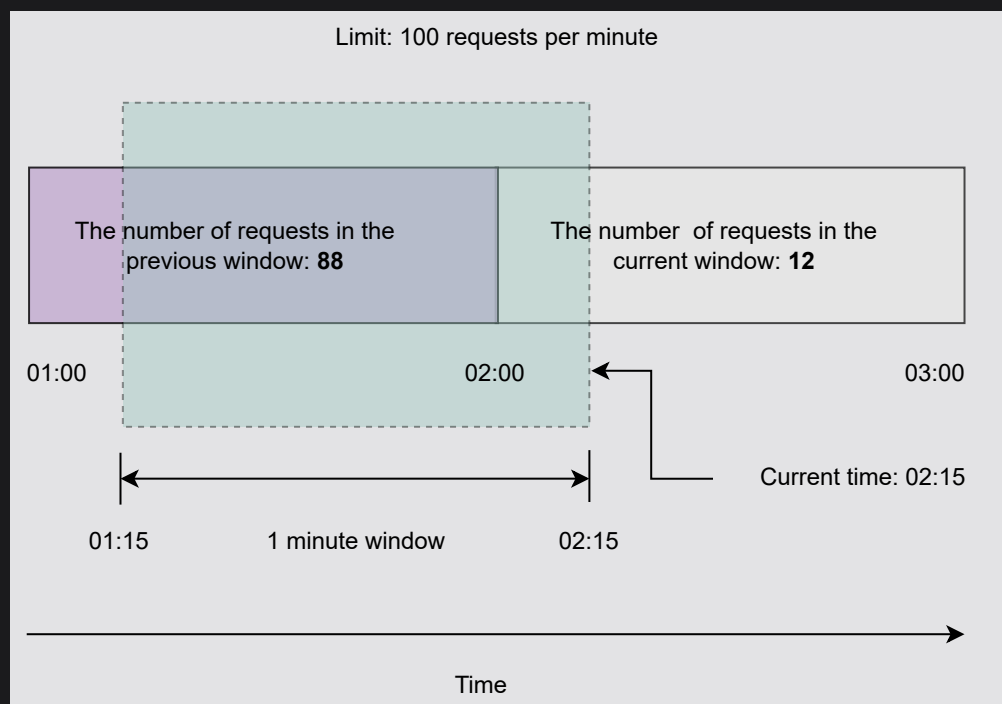 Limit: 100 requests per minute
The number of requests in the
previous window: 88
The number  of requests in the
current window: 12
01:00
02:00
03:00
Current time: 02:15
01:15
1 minute window
02:15
Time